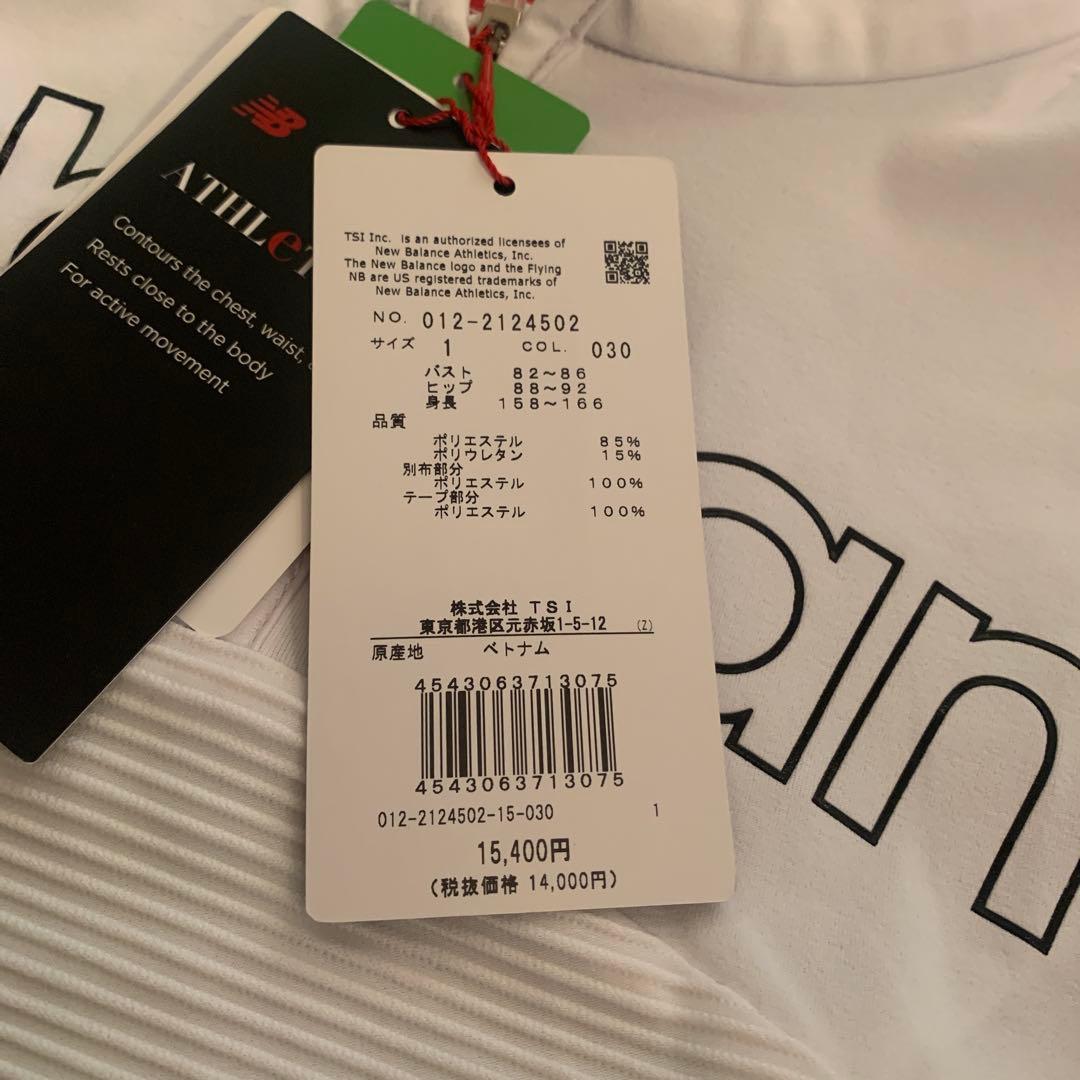 NB
ATHLeT
Contours the chest, waist,
Rests close to the body
For active movement
TSI Inc. is an authorized licensees of
New Balance Athletics, Inc.
The New Balance logo and the Flying
NB are US registered trademarks of
New Balance Athletics, Inc.
NO. 012-2124502
サイズ 1 COL. 030
バスト 82～86
ヒップ 88～92
身長 158～166
品質
ポリエステル 85%
ポリウレタン 15%
別布部分
ポリエステル 100%
テープ部分
ポリエステル 100%
株式会社 TSI
東京都港区元赤坂1-5-12 (Z)
原産地 ベトナム
4543063713075
4543063713075
012-2124502-15-030 1
15,400円
(税抜価格 14,000円)
an